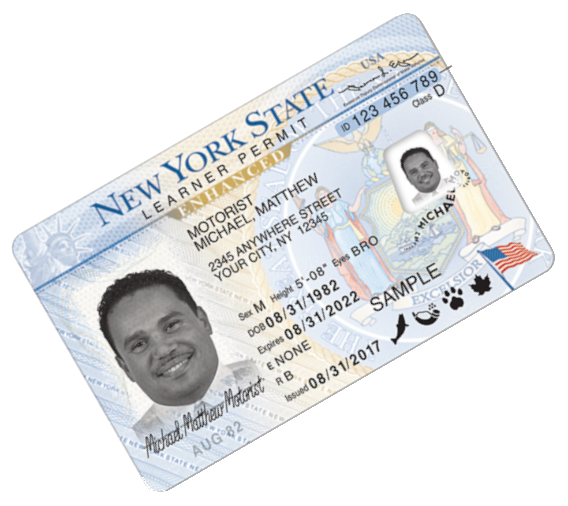 NEW YORK STATE
USA
LEARNER PERMIT
ENHANCED
ID 123 456 789
Class D
MOTORIST
MICHAEL, MATTHEW
2345 ANYWHERE STREET
YOUR CITY, NY 12345
Sex M Height 5'-08" Eyes BRO
DOB 08/31/1982
Expires 08/31/2022
E NONE
R B
Issued 08/31/2017
SAMPLE
EXCELSIOR
MICHAEL
Michael Matthew Motorist
AUG 82